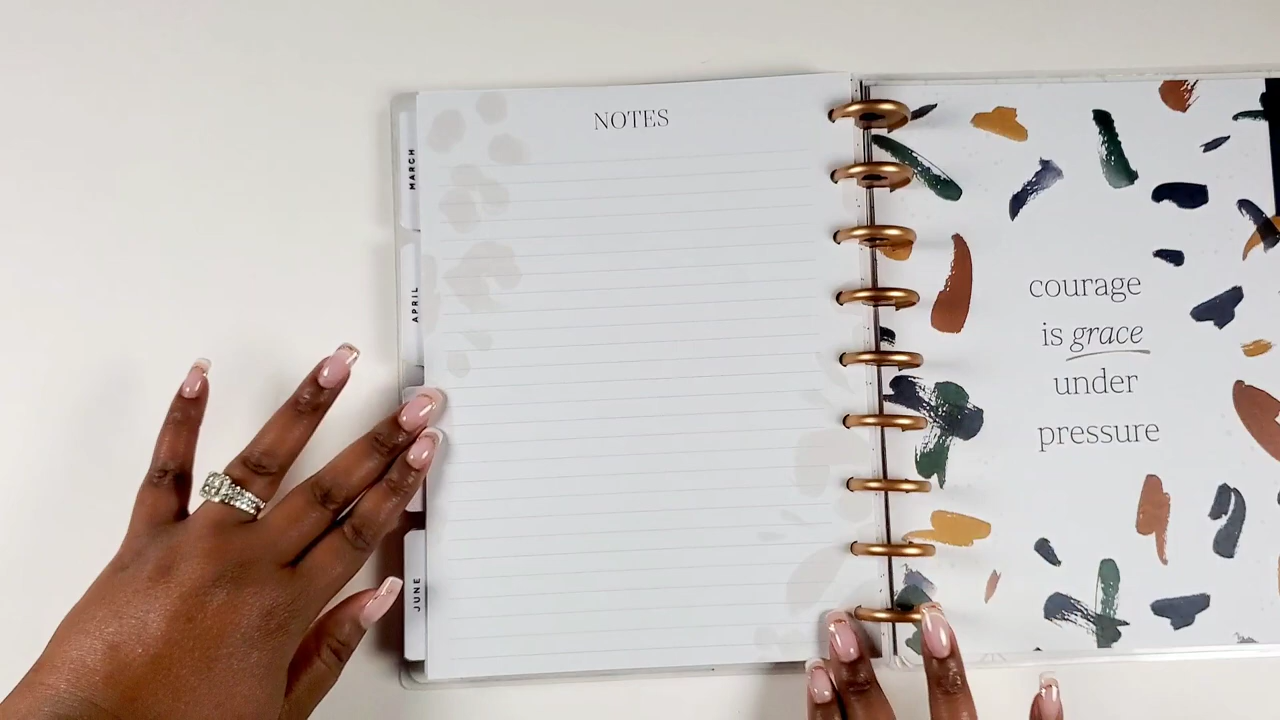 NOTES
MARCH
APRIL
JUNE
courage
is grace
under
pressure